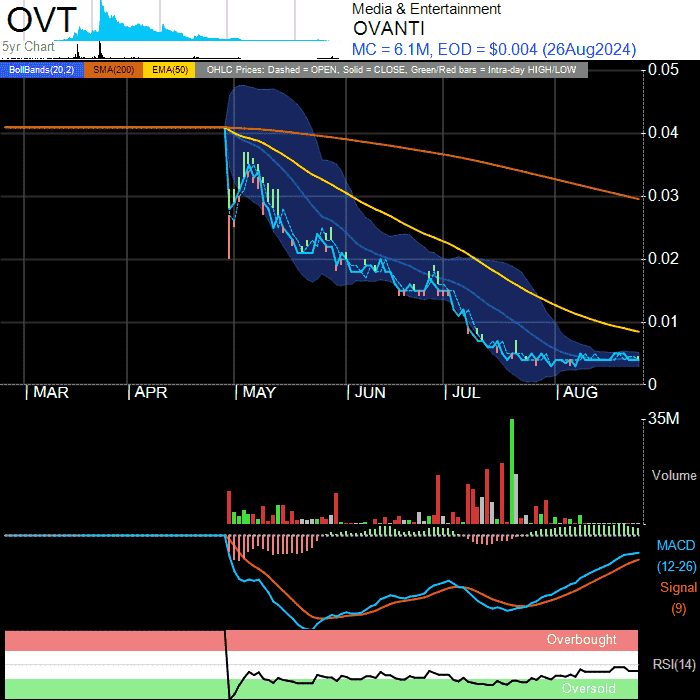 OVT
5yr Chart
Media & Entertainment
OVANTI
MC = 6.1M, EOD = $0.004 (26Aug2024)
BollBands(20,2) SMA(200) EMA(50) OHLC Prices: Dashed = OPEN, Solid = CLOSE, Green/Red bars = Intra-day HIGH/LOW
0.05
0.04
0.03
0.02
0.01
0
MAR APR MAY JUN JUL AUG
35M
Volume
MACD
(12-26)
Signal
(9)
Overbought
RSI(14)
Oversold